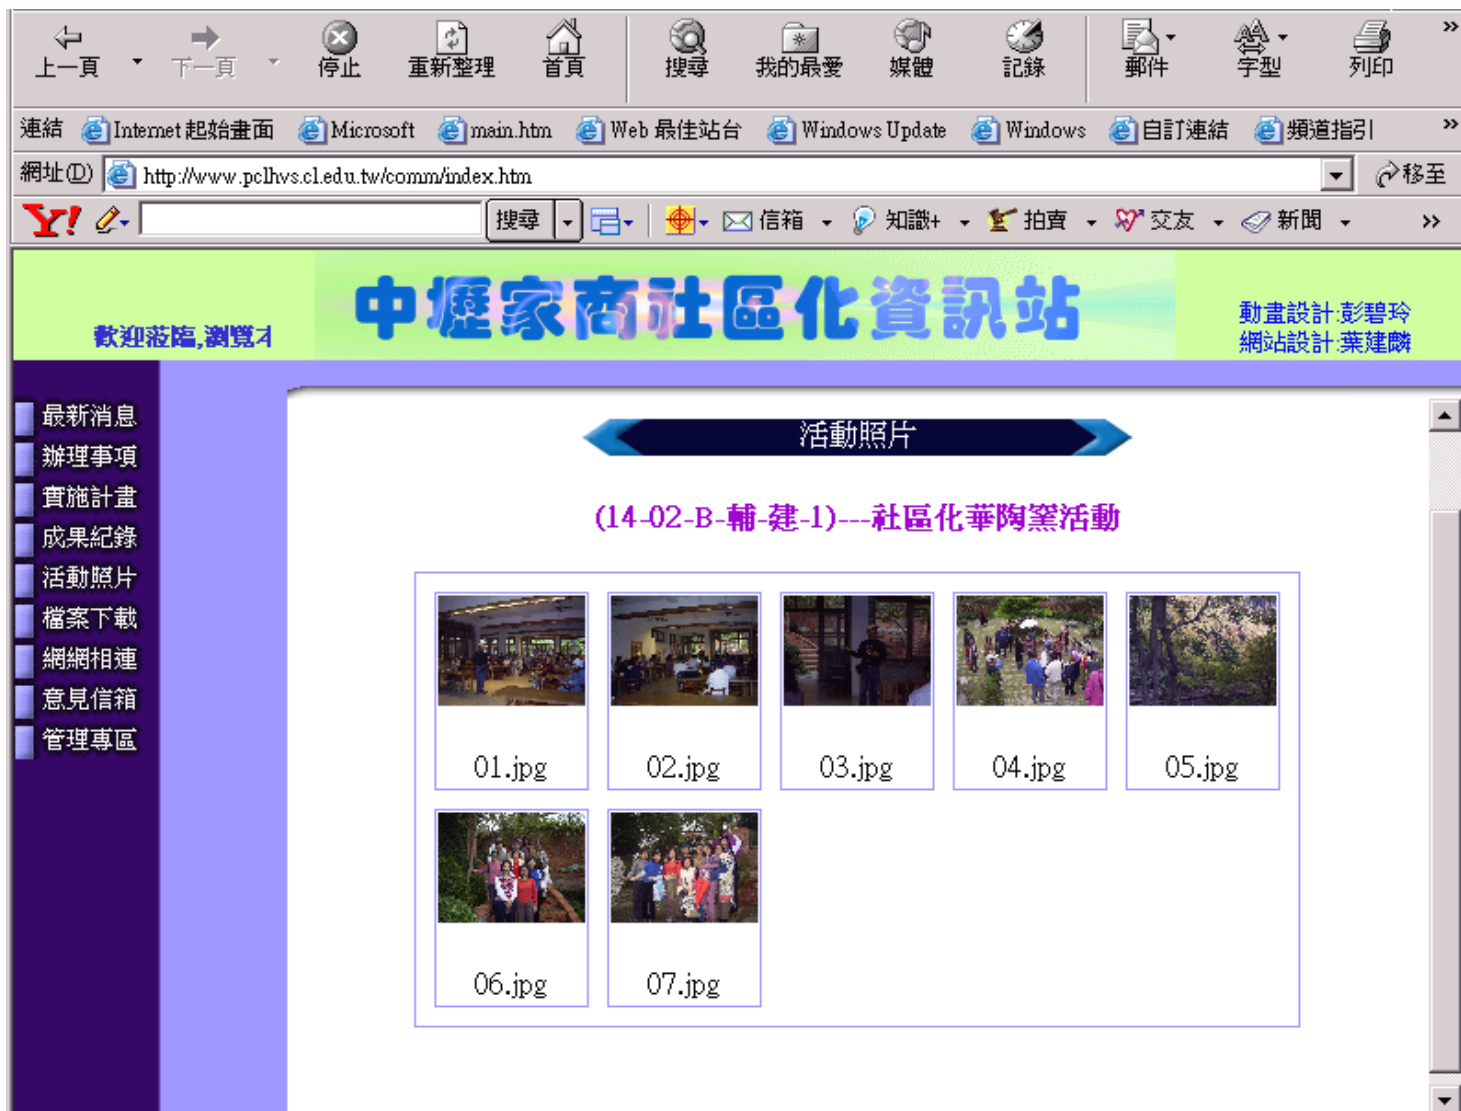 上一頁 下一頁 停止 重新整理 首頁 搜尋 我的最愛 媒體 記錄 郵件 字型 列印 »
連結 Internet 起始畫面 Microsoft main.htm Web 最佳站台 Windows Update Windows 自訂連結 頻道指引 »
網址(D) http://www.pclhvs.cl.edu.tw/comm/index.htm 移至
Y! 搜尋 信箱 知識+ 拍賣 交友 新聞 »
中壢家商社區化資訊站
動畫設計:彭碧玲
歡迎蒞臨,瀏覽
網站設計:葉建麟
最新消息
辦理事項
實施計畫
成果紀錄
活動照片
檔案下載
網網相連
意見信箱
管理專區
活動照片
(14-02-B-輔-建-1)---社區化華陶窯活動
01.jpg 02.jpg 03.jpg 04.jpg 05.jpg
06.jpg 07.jpg